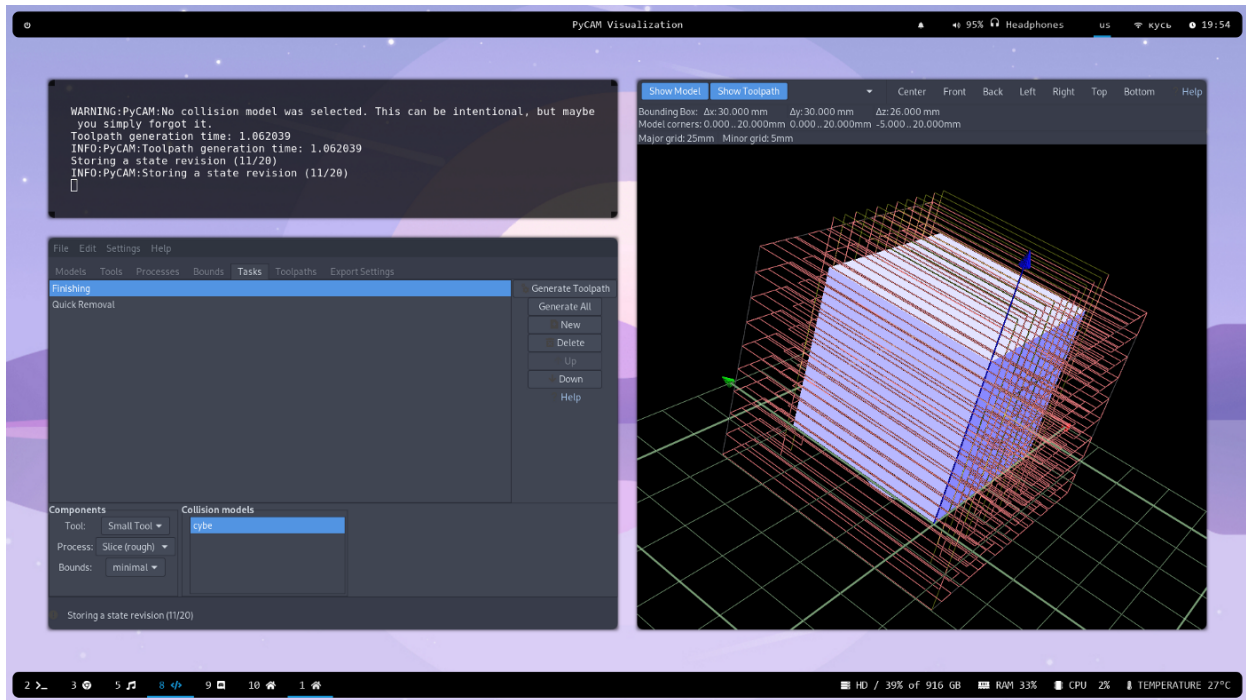 PyCAM Visualization
95% Headphones
us
кусь
19:54
WARNING:PyCAM:No collision model was selected. This can be intentional, but maybe
you simply forgot it.
Toolpath generation time: 1.062039
INFO:PyCAM:Toolpath generation time: 1.062039
Storing a state revision (11/20)
INFO:PyCAM:Storing a state revision (11/20)
File Edit Settings Help
Models Tools Processes Bounds Tasks Toolpaths Export Settings
Finishing
Quick Removal
Generate Toolpath
Generate All
New
Delete
Up
Down
Help
Components
Tool: Small Tool
Process: Slice (rough)
Bounds: minimal
Collision models
cybe
Storing a state revision (11/20)
Show Model Show Toolpath Center Front Back Left Right Top Bottom Help
Bounding Box: Δx: 30.000 mm Δy: 30.000 mm Δz: 26.000 mm
Model corners: 0.000 .. 20.000mm 0.000 .. 20.000mm -5.000 .. 20.000mm
Major grid: 25mm Minor grid: 5mm
2 3 5 8 9 10 1
HD / 39% of 916 GB RAM 33% CPU 2% TEMPERATURE 27°C